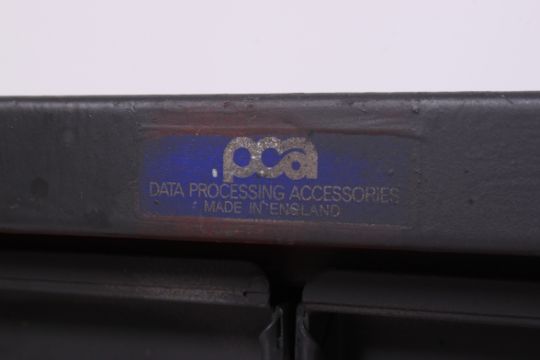 pca
DATA PROCESSING ACCESSORIES
MADE IN ENGLAND